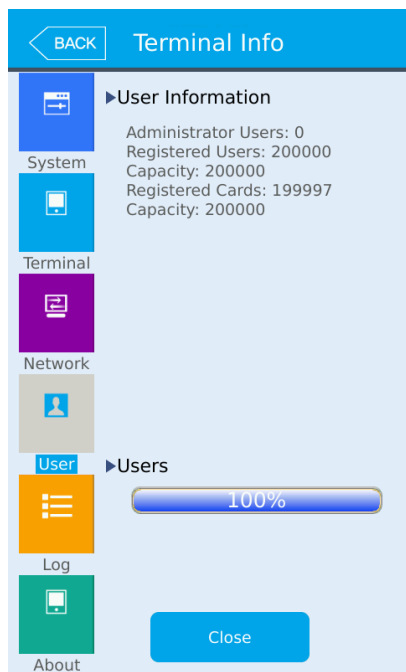 BACK
Terminal Info
User Information
Administrator Users: 0
Registered Users: 200000
Capacity: 200000
Registered Cards: 199997
Capacity: 200000
System
Terminal
Network
User
Users
100%
Log
Close
About